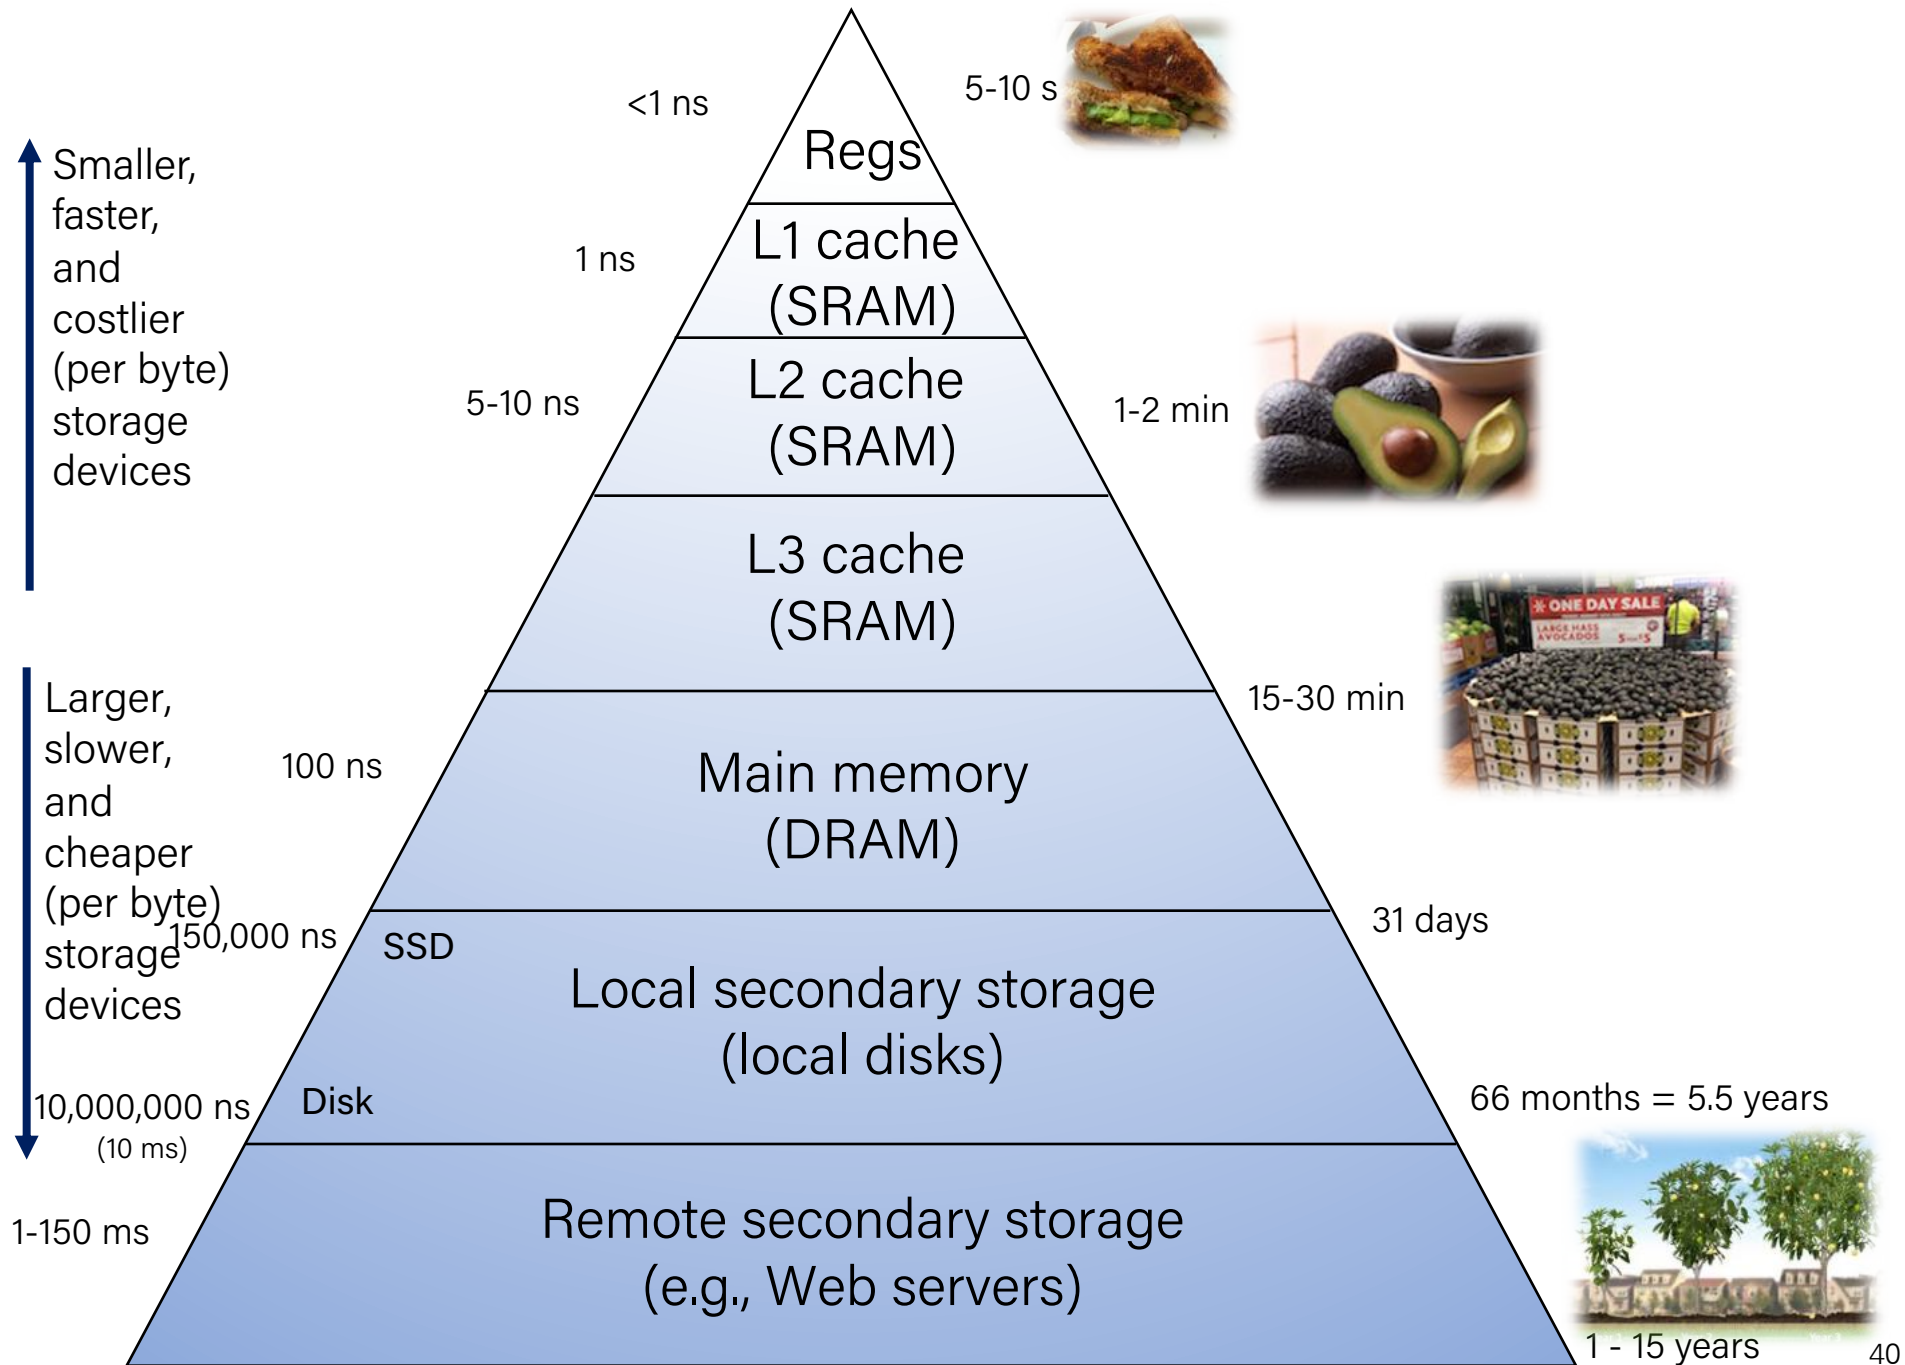 <1 ns
5-10 s
Regs
Smaller,
faster,
and
costlier
(per byte)
storage
devices
1 ns
L1 cache
(SRAM)
5-10 ns
L2 cache
(SRAM)
1-2 min
L3 cache
(SRAM)
ONE DAY SALE
LARGE HASS
AVOCADOS
15-30 min
Larger,
slower,
and
cheaper
(per byte)
storage
devices
100 ns
Main memory
(DRAM)
150,000 ns
SSD
31 days
Local secondary storage
(local disks)
10,000,000 ns
(10 ms)
Disk
66 months = 5.5 years
1-150 ms
Remote secondary storage
(e.g., Web servers)
1 - 15 years
40